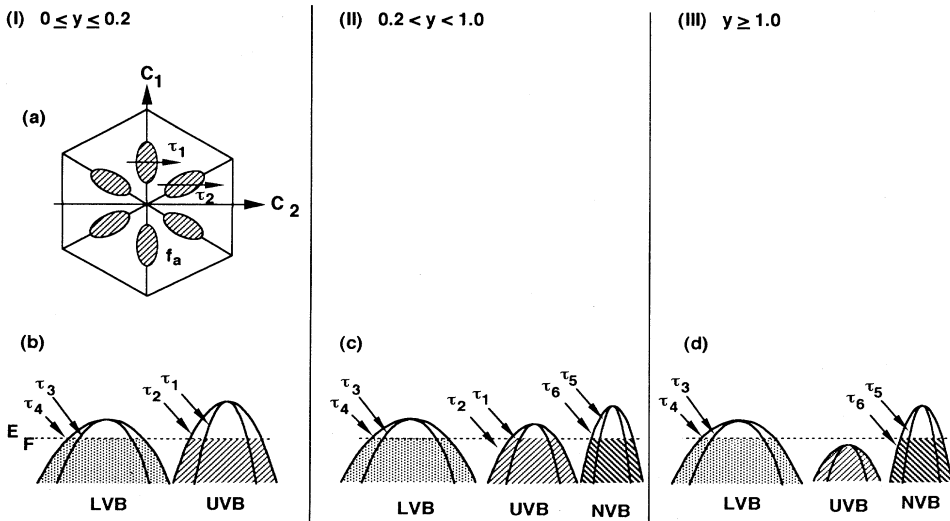 (I) 0 ≤ y ≤ 0.2
(II) 0.2 < y < 1.0
(III) y ≥ 1.0
(a)
C1
τ1
τ2
C2
fa
(b)
τ3
τ4
τ1
τ2
EF
LVB
UVB
(c)
τ3
τ4
τ1
τ2
τ5
τ6
LVB
UVB
NVB
(d)
τ3
τ4
τ5
τ6
LVB
UVB
NVB